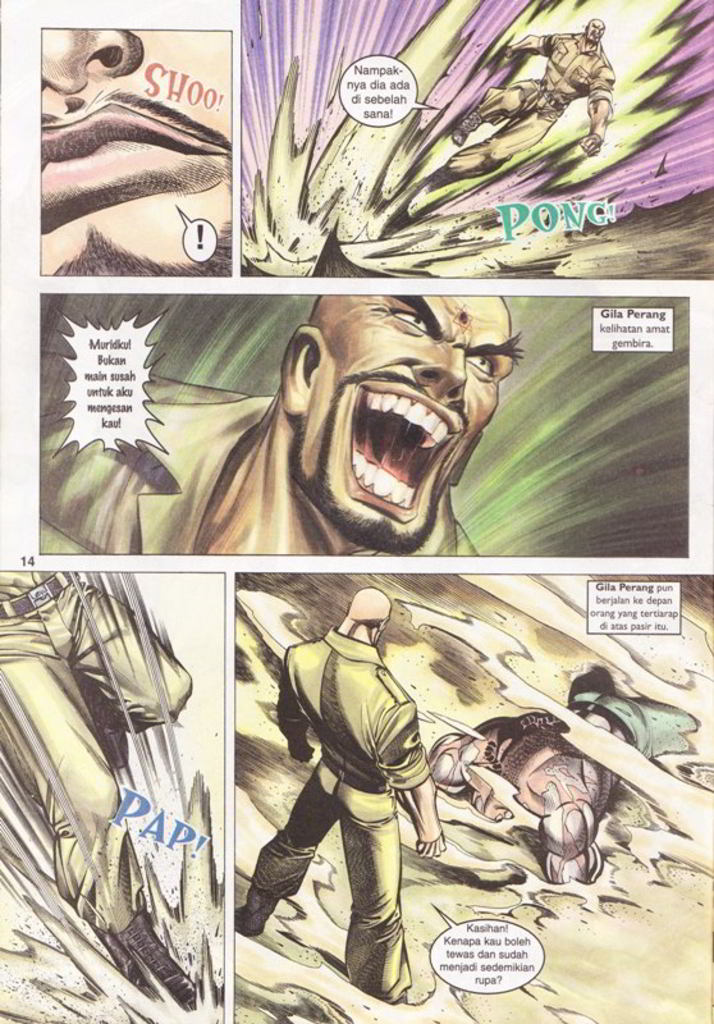 SHOO!
!
Nampak-
nya dia ada
di sebelah
sana!
PONG!
Muridku!
Bukan
main susah
untuk aku
mengesan
kau!
Gila Perang
kelihatan amat
gembira.
14
PAP!
Gila Perang pun
berjalan ke depan
orang yang tertiarap
di atas pasir itu.
Kasihan!
Kenapa kau boleh
tewas dan sudah
menjadi sedemikian
rupa?